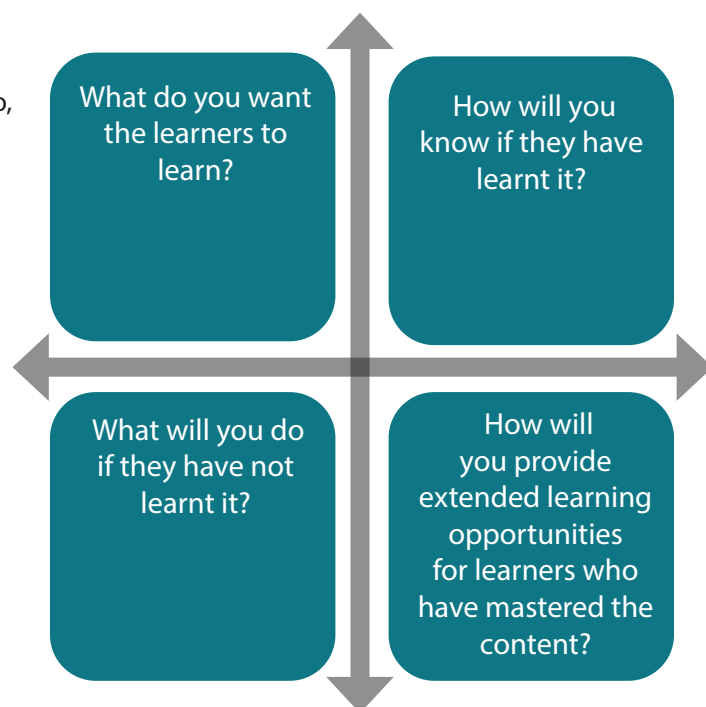 o,
What do you want
the learners to
learn?
How will you
know if they have
learnt it?
What will you do
if they have not
learnt it?
How will
you provide
extended learning
opportunities
for learners who
have mastered the
content?